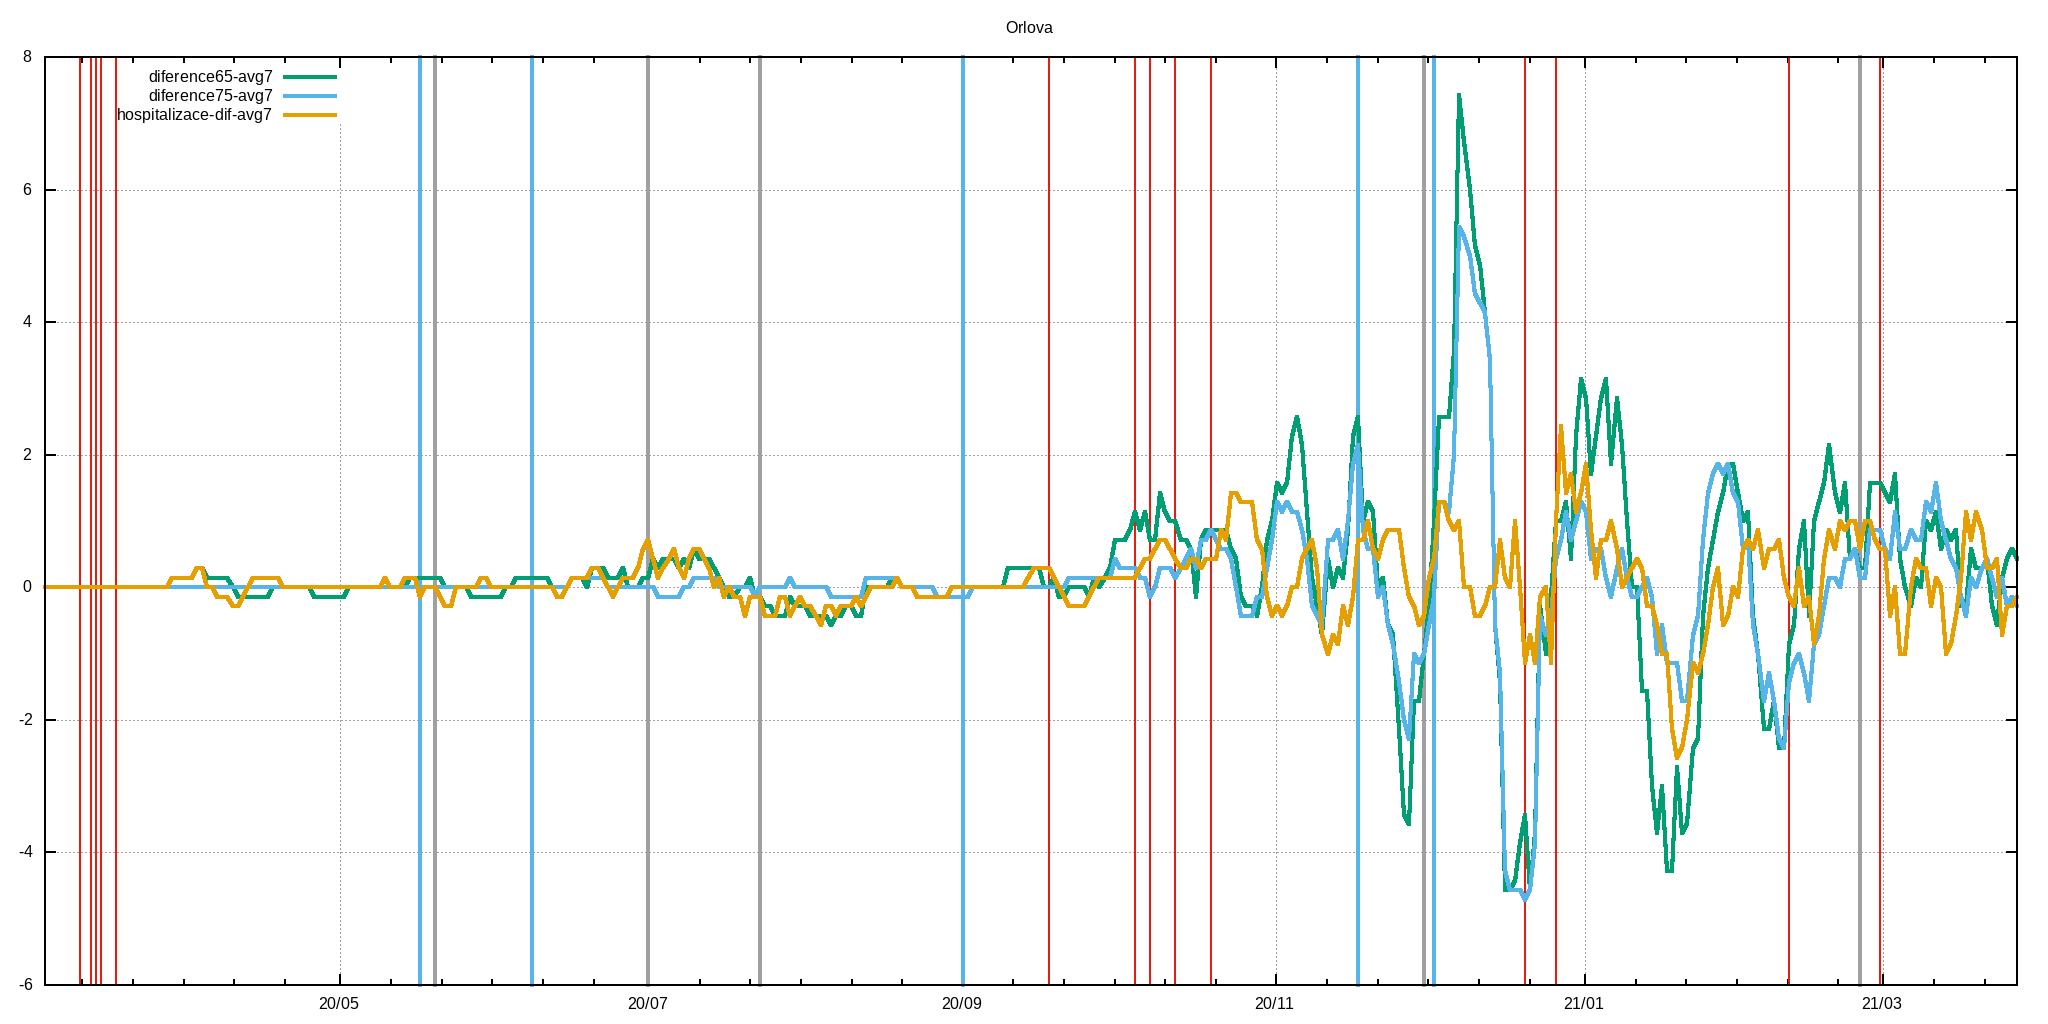 Orlova
8
diference65-avg7
diference75-avg7
hospitalizace-dif-avg7
6
4
2
0
-2
-4
-6
20/05 20/07 20/09 20/11 21/01 21/03